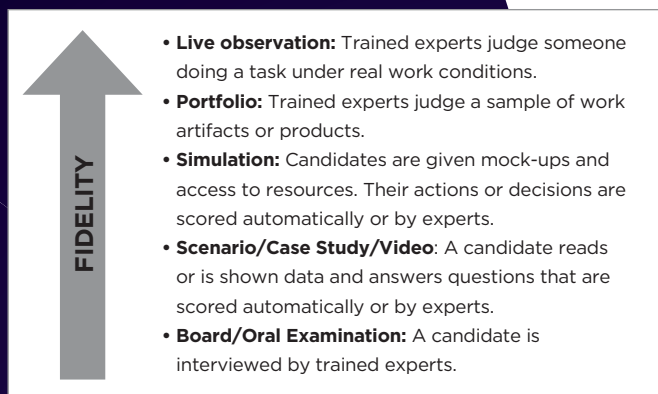 FIDELITY
• Live observation: Trained experts judge someone
doing a task under real work conditions.
• Portfolio: Trained experts judge a sample of work
artifacts or products.
• Simulation: Candidates are given mock-ups and
access to resources. Their actions or decisions are
scored automatically or by experts.
• Scenario/Case Study/Video: A candidate reads
or is shown data and answers questions that are
scored automatically or by experts.
• Board/Oral Examination: A candidate is
interviewed by trained experts.